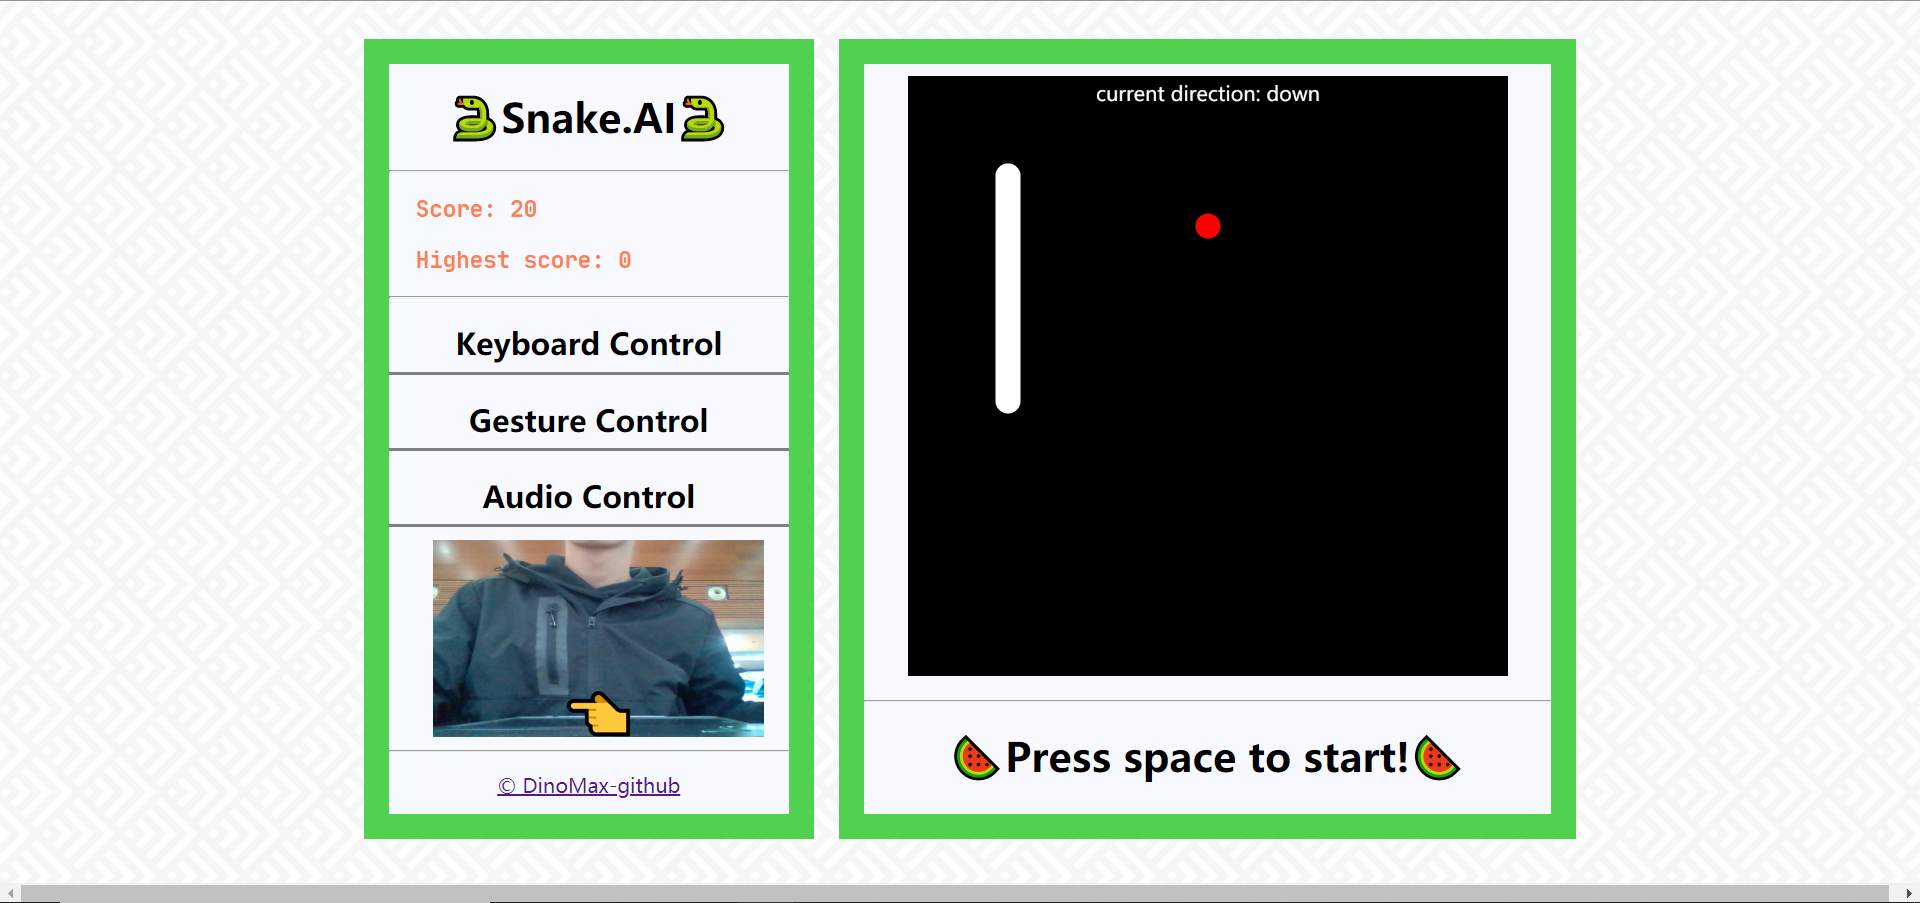 Snake.AI
Score: 20
Highest score: 0
Keyboard Control
Gesture Control
Audio Control
© DinoMax-github
current direction: down
Press space to start!